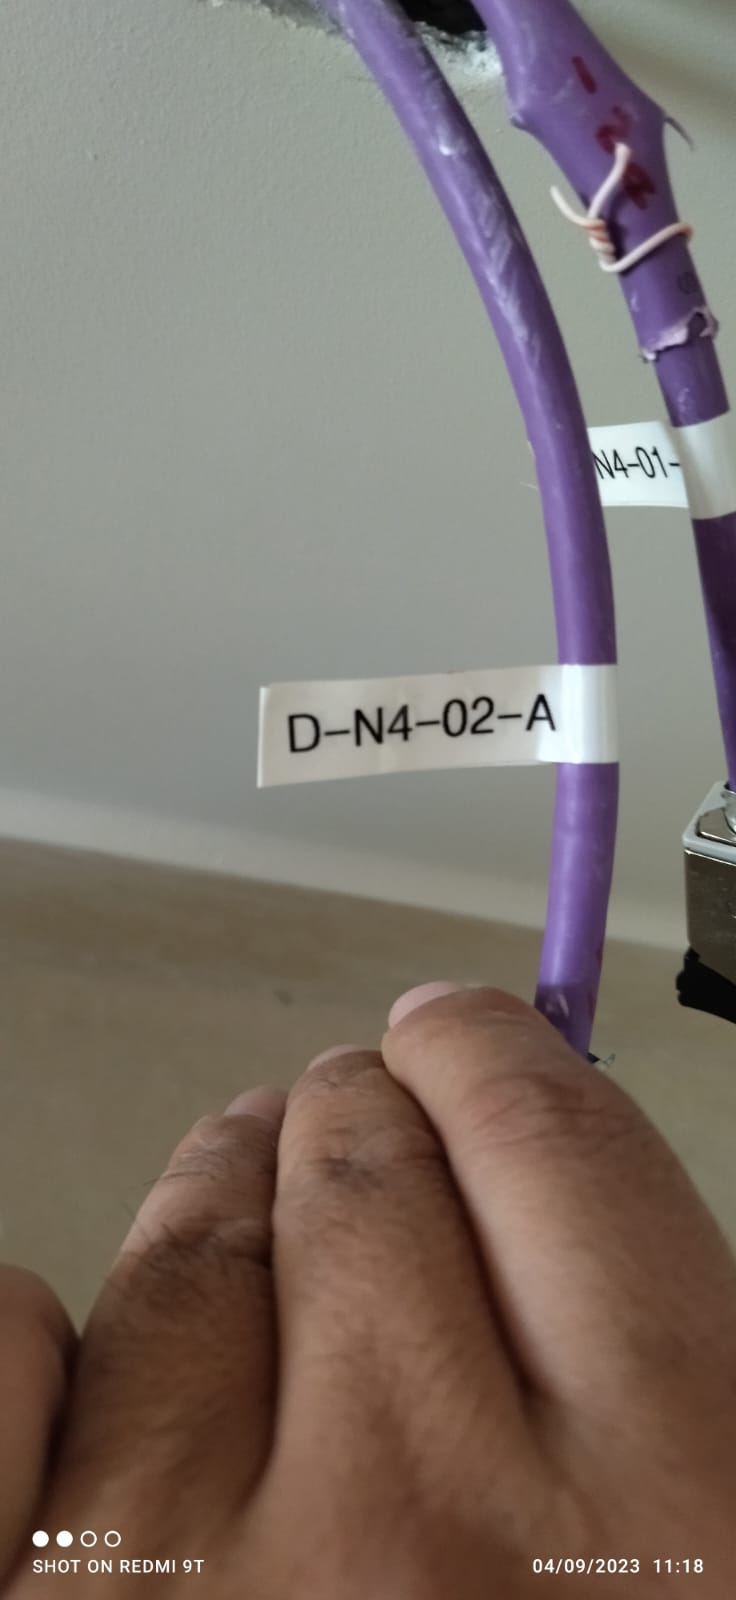 N4-01-
D-N4-02-A
SHOT ON REDMI 9T
04/09/2023 11:18